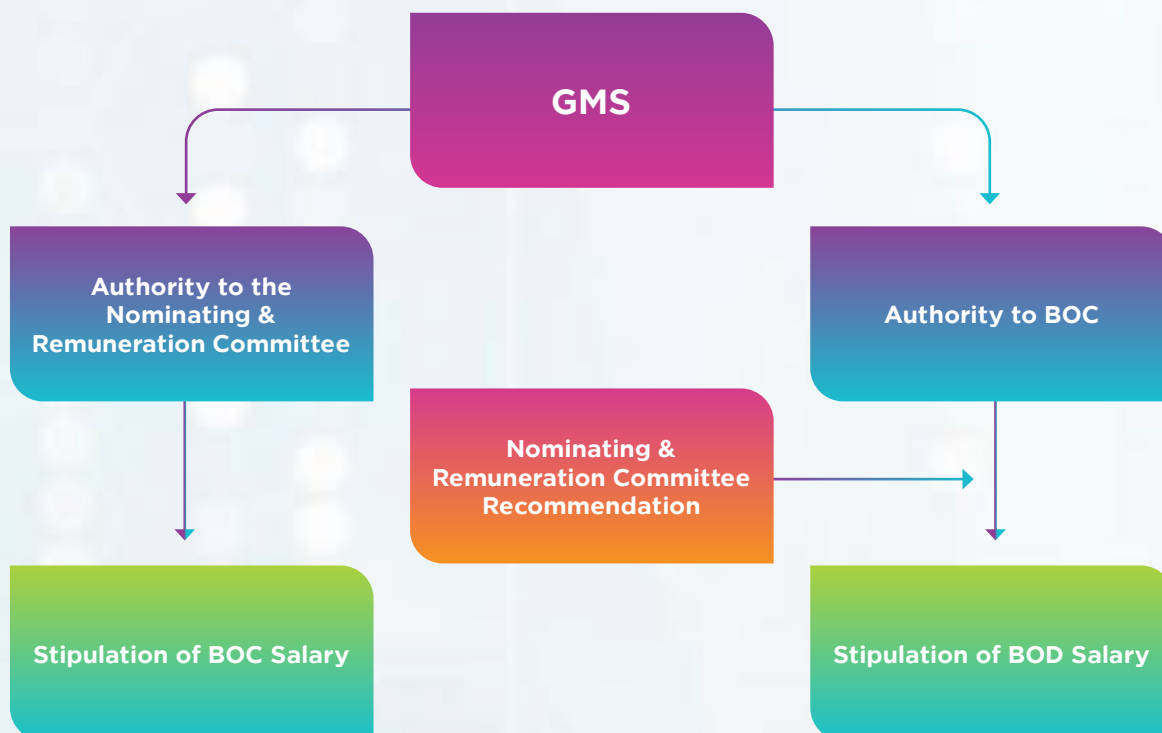 GMS
Authority to the
Nominating &
Remuneration Committee
Authority to BOC
Nominating &
Remuneration Committee
Recommendation
Stipulation of BOC Salary
Stipulation of BOD Salary